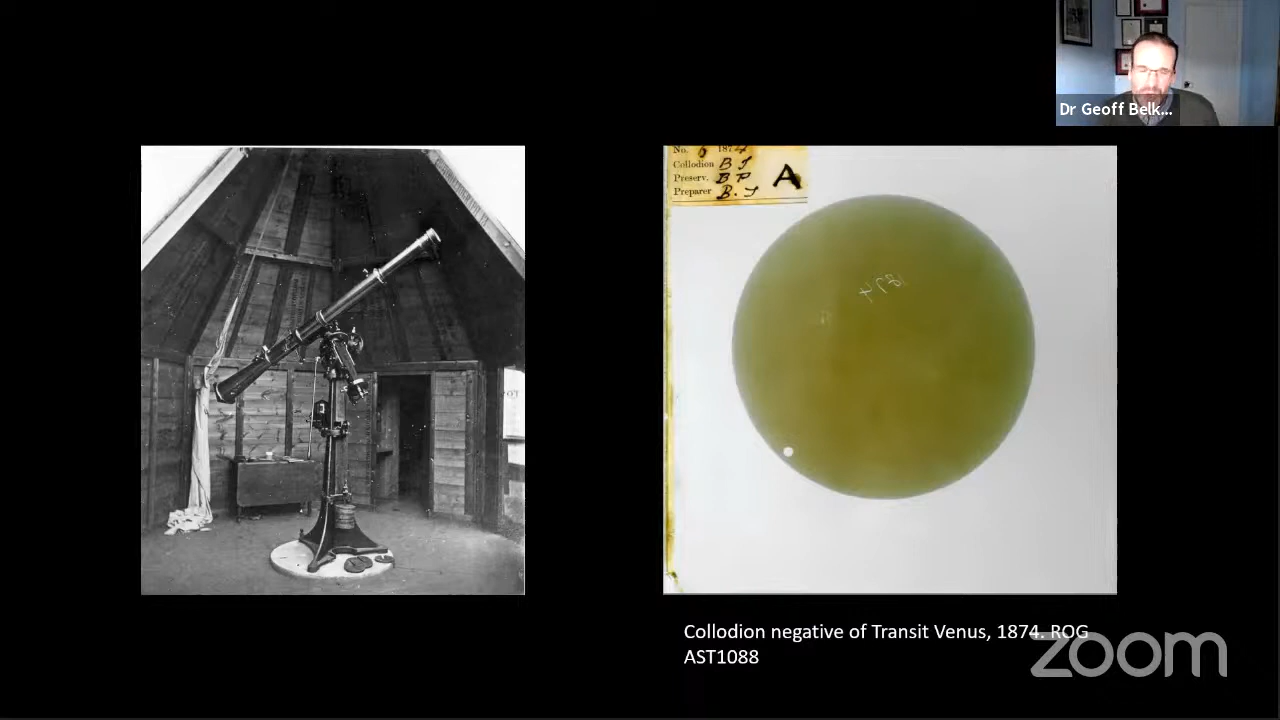 Dr Geoff Belk...
No. 6 1874
Collodion B J
Preserv. B P
Preparer B. J
A
1874
Collodion negative of Transit Venus, 1874. ROG
AST1088
zoom